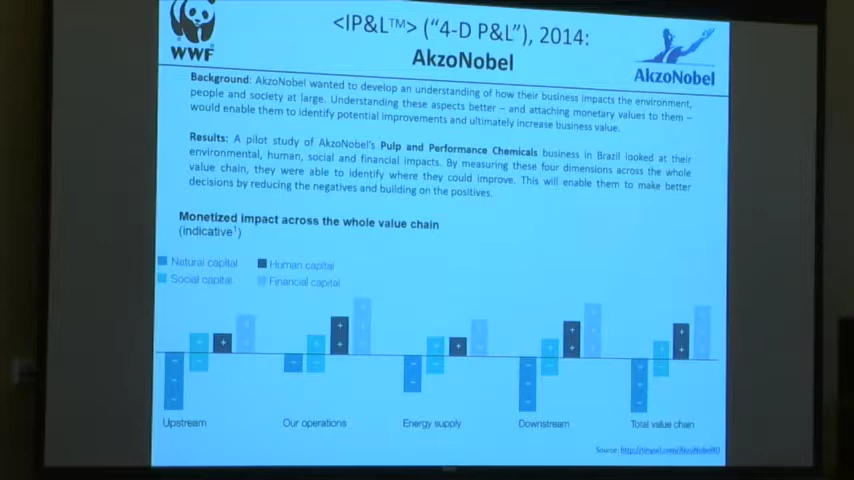 WWF
<IP&L™> ("4-D P&L"), 2014:
AkzoNobel
AkzoNobel
Background: AkzoNobel wanted to develop an understanding of how their business impacts the environment,
people and society at large. Understanding these aspects better – and attaching monetary values to them –
would enable them to identify potential improvements and ultimately increase business value.
Results: A pilot study of AkzoNobel's Pulp and Performance Chemicals business in Brazil looked at their
environmental, human, social and financial impacts. By measuring these four dimensions across the whole
value chain, they were able to identify where they could improve. This will enable them to make better
decisions by reducing the negatives and building on the positives.
Monetized impact across the whole value chain
(indicative¹)
Natural capital
Human capital
Social capital
Financial capital
Upstream
Our operations
Energy supply
Downstream
Total value chain
Source: